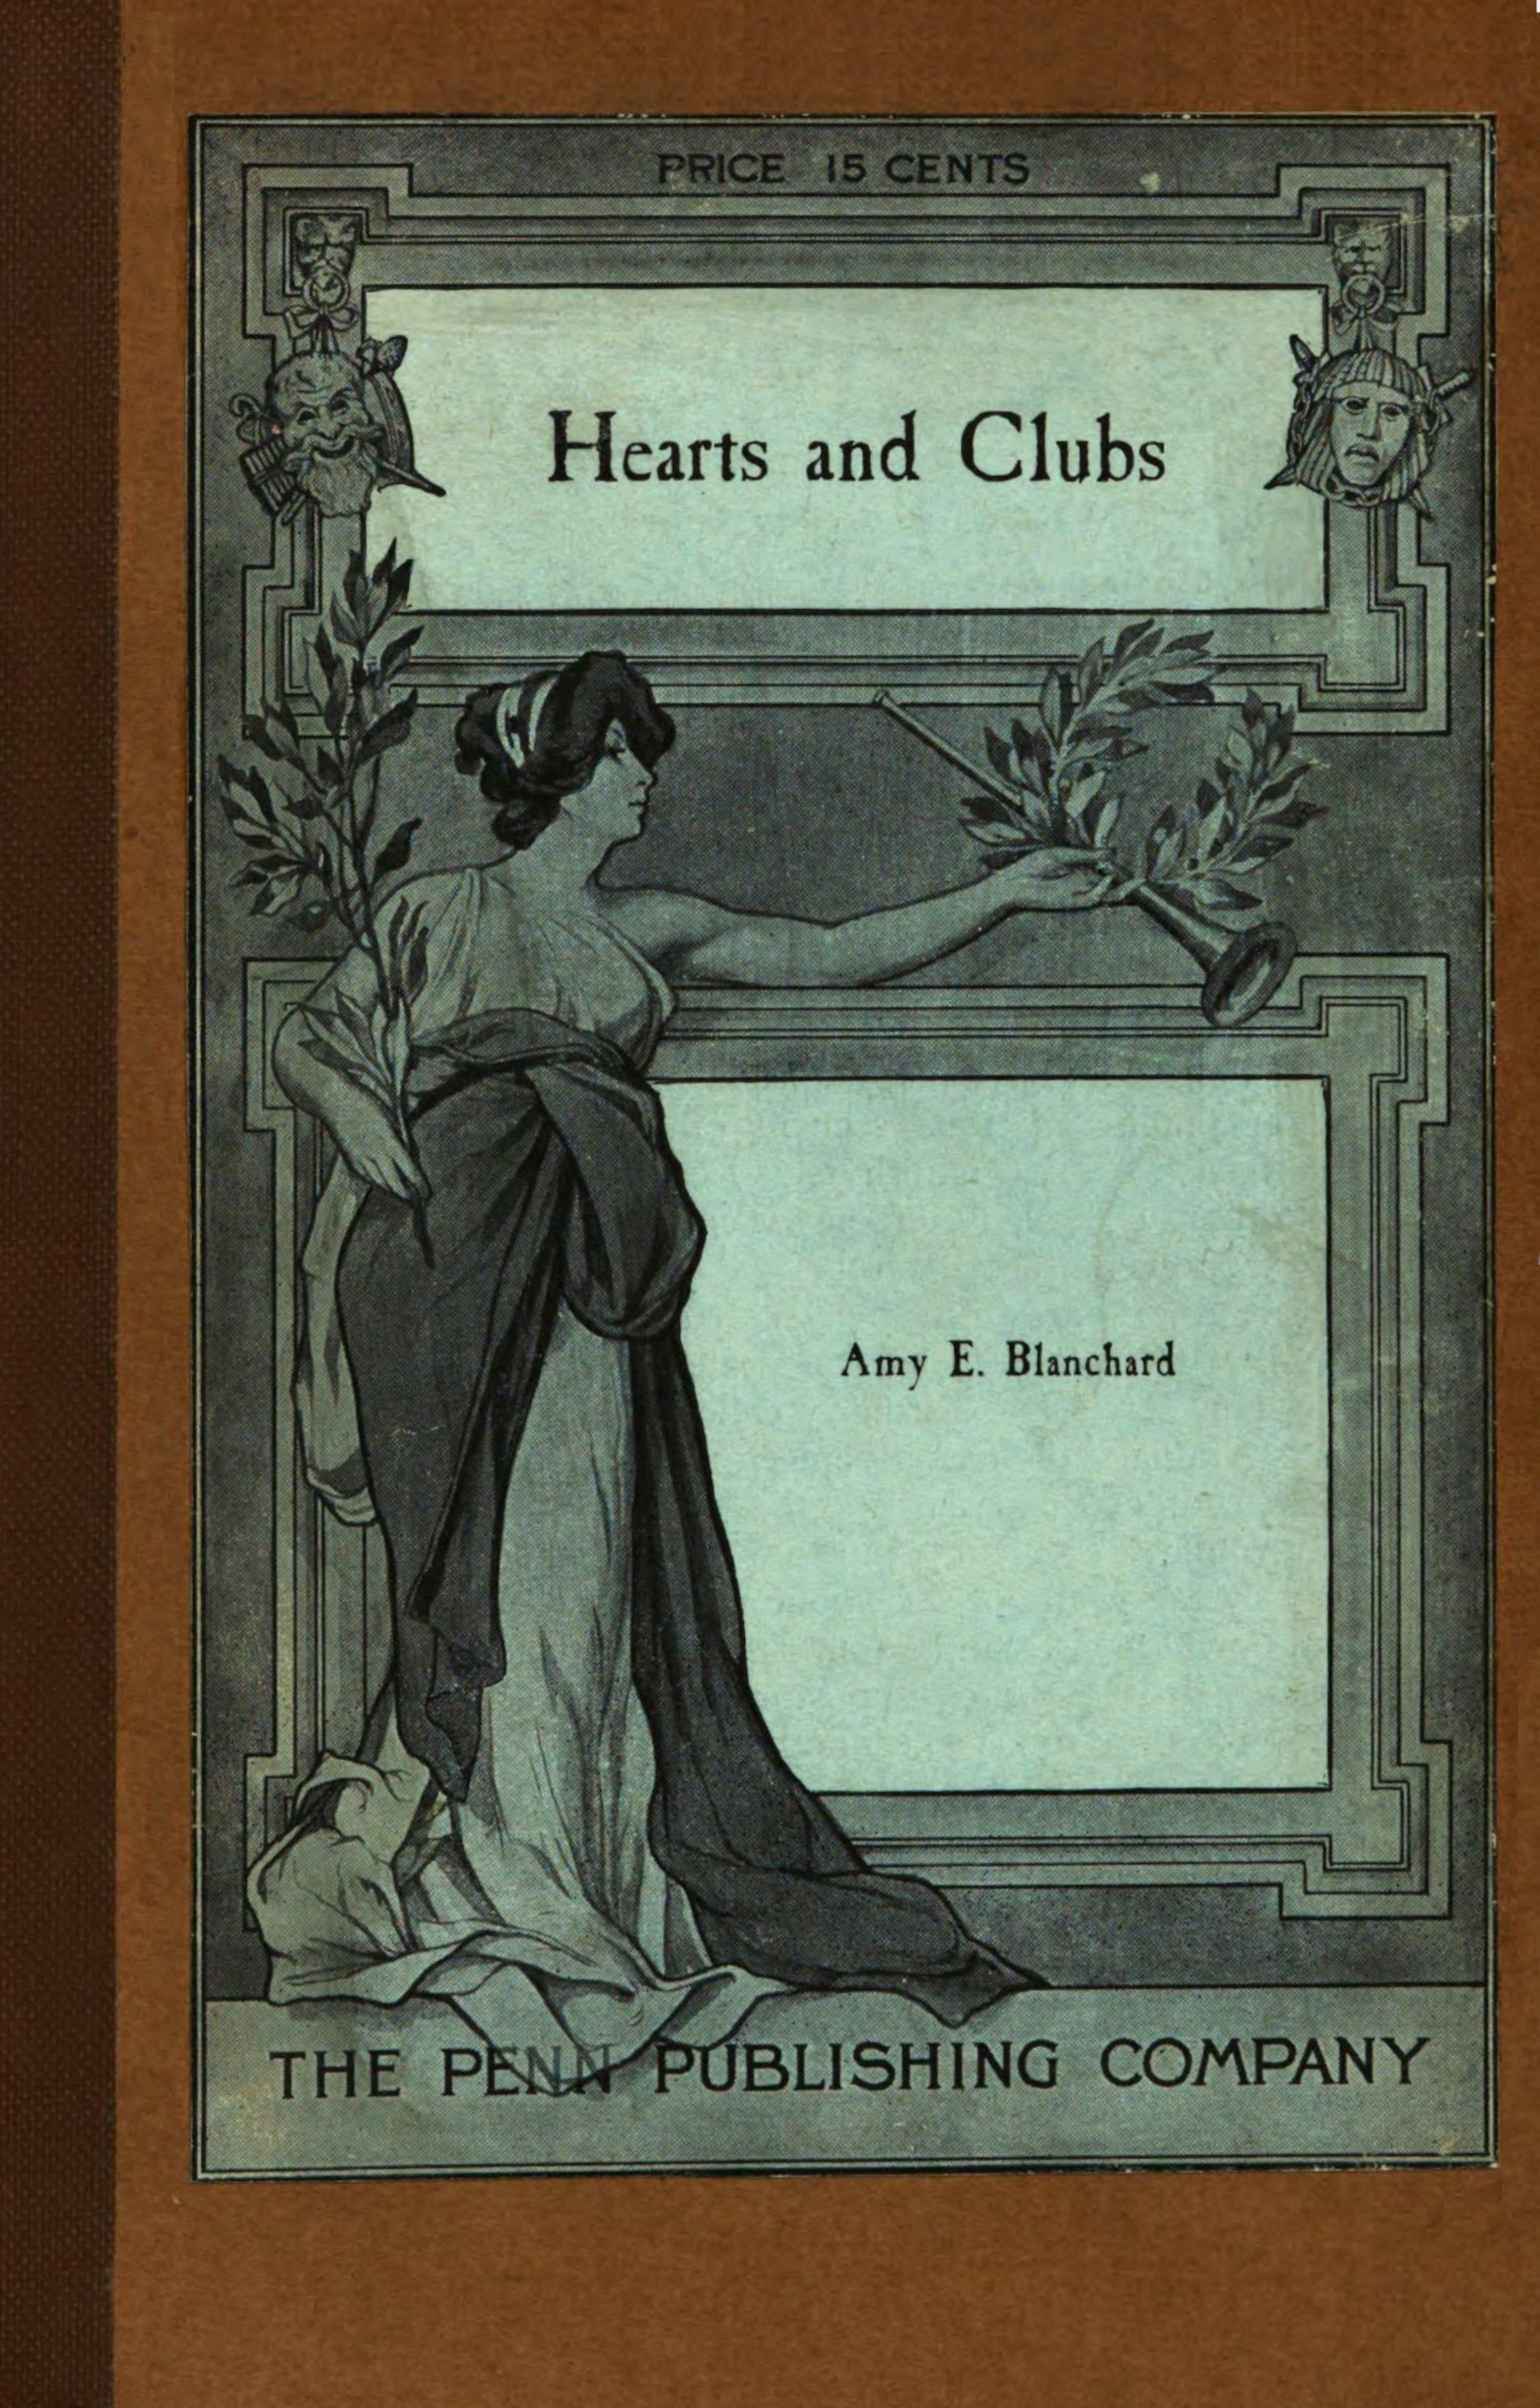 PRICE 15 CENTS
Hearts and Clubs
Amy E. Blanchard
THE PENN PUBLISHING COMPANY